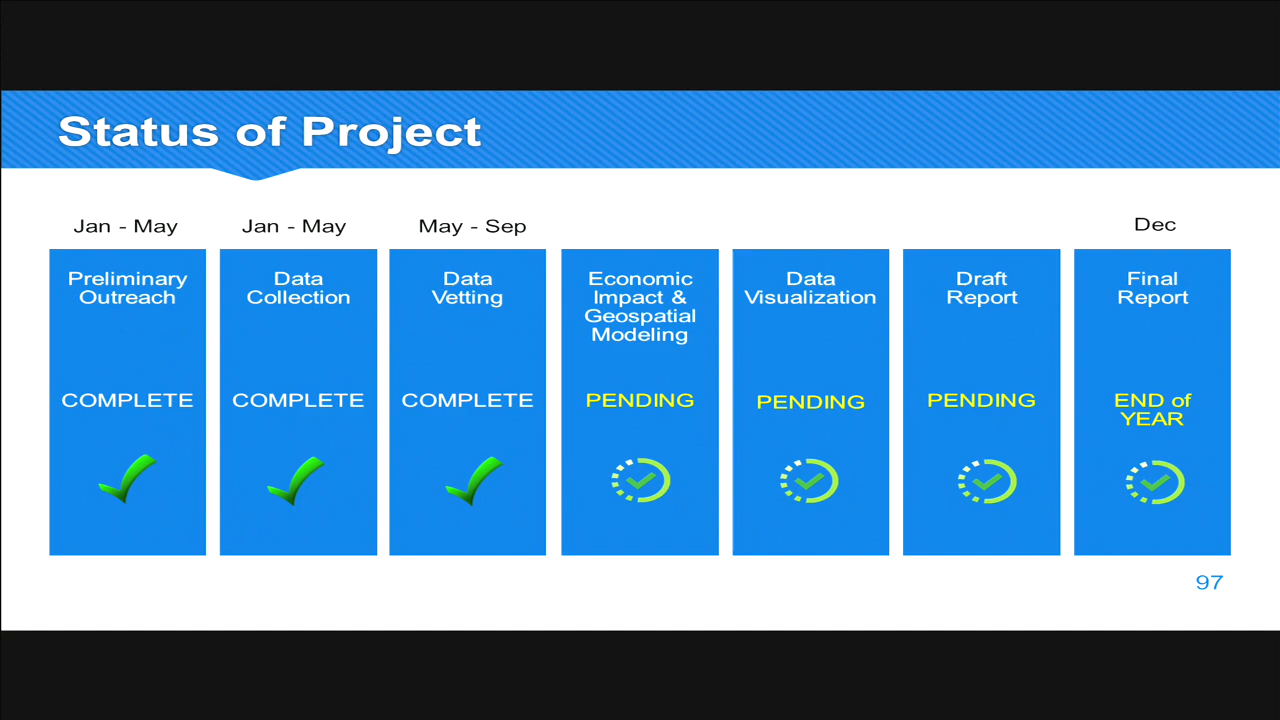 Status of Project
Jan - May
Jan - May
May - Sep
Dec
Preliminary
Outreach
COMPLETE
Data
Collection
COMPLETE
Data
Vetting
COMPLETE
Economic
Impact &
Geospatial
Modeling
PENDING
Data
Visualization
PENDING
Draft
Report
PENDING
Final
Report
END of
YEAR
97